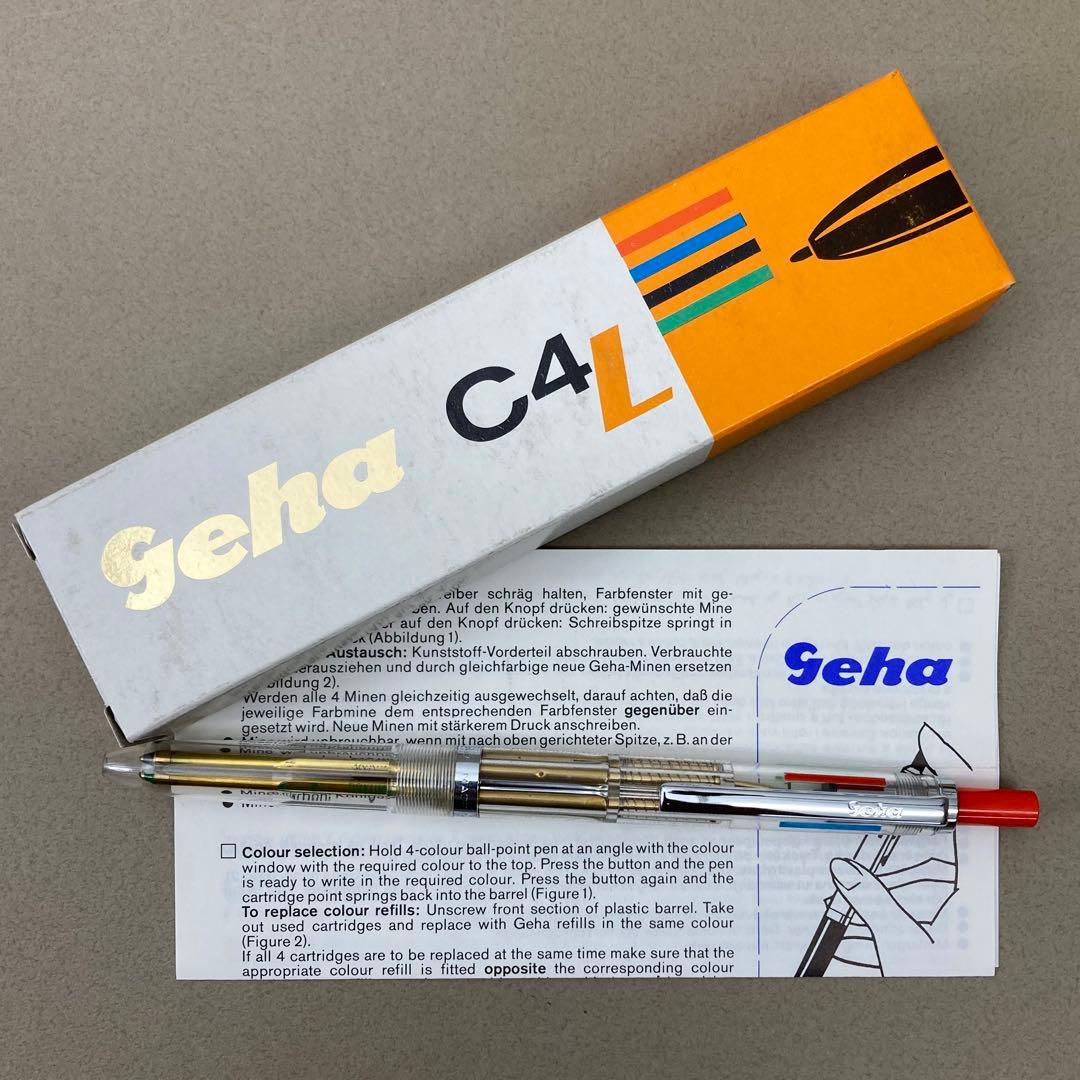 geha C4L
eiber schräg halten, Farbfenster mit ge-
en. Auf den Knopf drücken: gewünschte Mine
er auf den Knopf drücken: Schreibspitze springt in
k (Abbildung 1).
Austausch: Kunststoff-Vorderteil abschrauben. Verbrauchte
erausziehen und durch gleichfarbige neue Geha-Minen ersetzen
ildung 2).
Werden alle 4 Minen gleichzeitig ausgewechselt, darauf achten, daß die
jeweilige Farbmine dem entsprechenden Farbfenster gegenüber ein-
gesetzt wird. Neue Minen mit stärkerem Druck anschreiben.
wenn mit nach oben gerichteter Spitze, z. B. an der
geha
Geha
Colour selection: Hold 4-colour ball-point pen at an angle with the colour
window with the required colour to the top. Press the button and the pen
is ready to write in the required colour. Press the button again and the
cartridge point springs back into the barrel (Figure 1).
To replace colour refills: Unscrew front section of plastic barrel. Take
out used cartridges and replace with Geha refills in the same colour
(Figure 2).
If all 4 cartridges are to be replaced at the same time make sure that the
appropriate colour refill is fitted opposite the corresponding colour